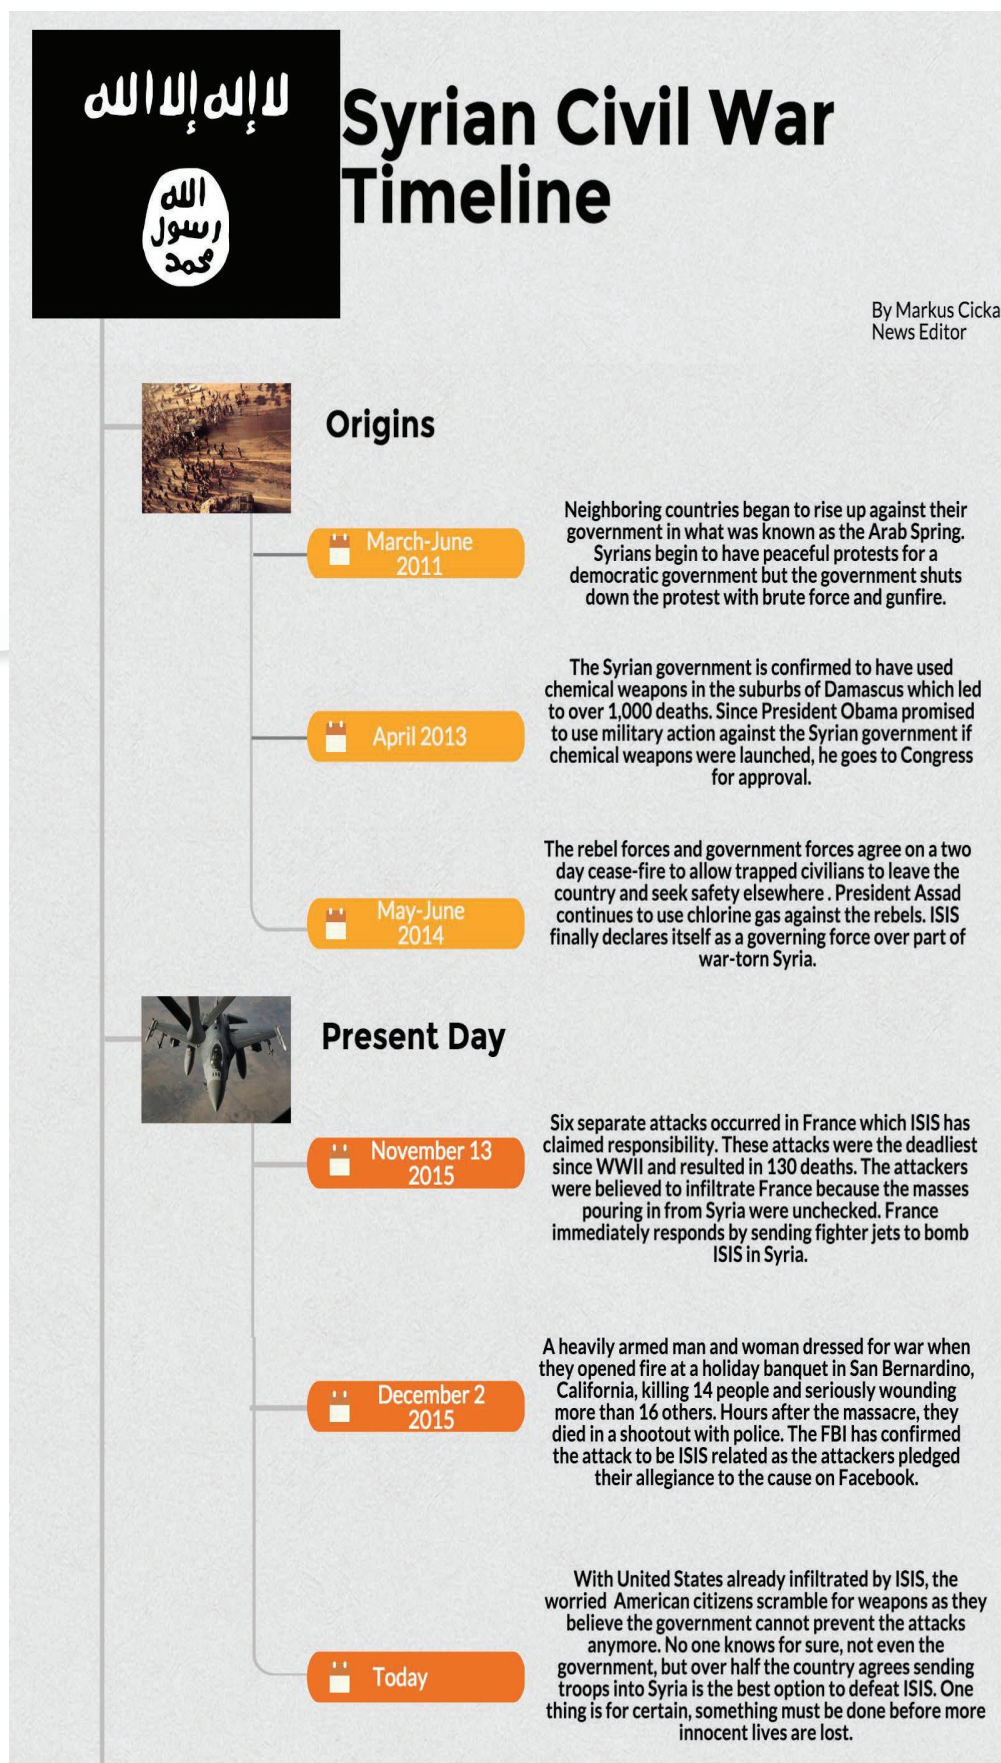 لا إله إلا الله
الله
رسول
محمد
Syrian Civil War
Timeline
By Markus Cicka
News Editor
Origins
March-June
2011
Neighboring countries began to rise up against their
government in what was known as the Arab Spring.
Syrians begin to have peaceful protests for a
democratic government but the government shuts
down the protest with brute force and gunfire.
April 2013
The Syrian government is confirmed to have used
chemical weapons in the suburbs of Damascus which led
to over 1,000 deaths. Since President Obama promised
to use military action against the Syrian government if
chemical weapons were launched, he goes to Congress
for approval.
May-June
2014
The rebel forces and government forces agree on a two
day cease-fire to allow trapped civilians to leave the
country and seek safety elsewhere . President Assad
continues to use chlorine gas against the rebels. ISIS
finally declares itself as a governing force over part of
war-torn Syria.
Present Day
November 13
2015
Six separate attacks occurred in France which ISIS has
claimed responsibility. These attacks were the deadliest
since WWII and resulted in 130 deaths. The attackers
were believed to infiltrate France because the masses
pouring in from Syria were unchecked. France
immediately responds by sending fighter jets to bomb
ISIS in Syria.
December 2
2015
A heavily armed man and woman dressed for war when
they opened fire at a holiday banquet in San Bernardino,
California, killing 14 people and seriously wounding
more than 16 others. Hours after the massacre, they
died in a shootout with police. The FBI has confirmed
the attack to be ISIS related as the attackers pledged
their allegiance to the cause on Facebook.
Today
With United States already infiltrated by ISIS, the
worried American citizens scramble for weapons as they
believe the government cannot prevent the attacks
anymore. No one knows for sure, not even the
government, but over half the country agrees sending
troops into Syria is the best option to defeat ISIS. One
thing is for certain, something must be done before more
innocent lives are lost.